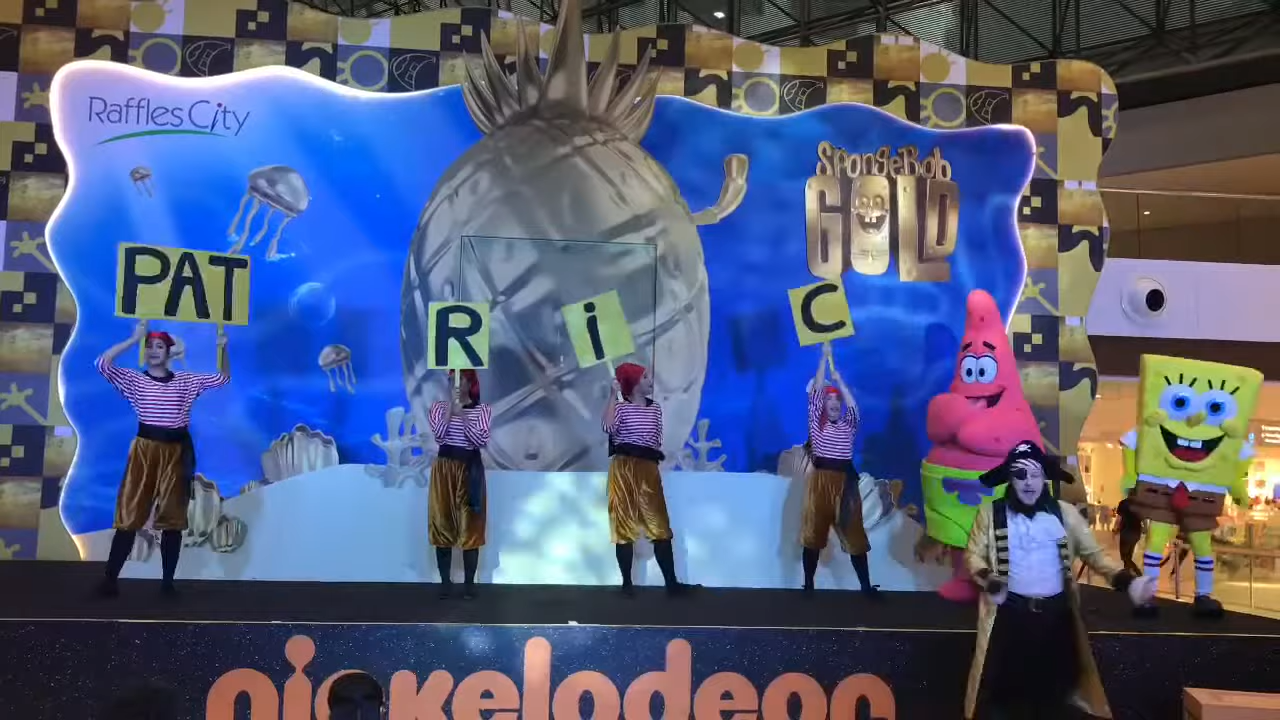 Raffles City
SpongeBob
GOLD
PAT
R
i
C
nickelodeon